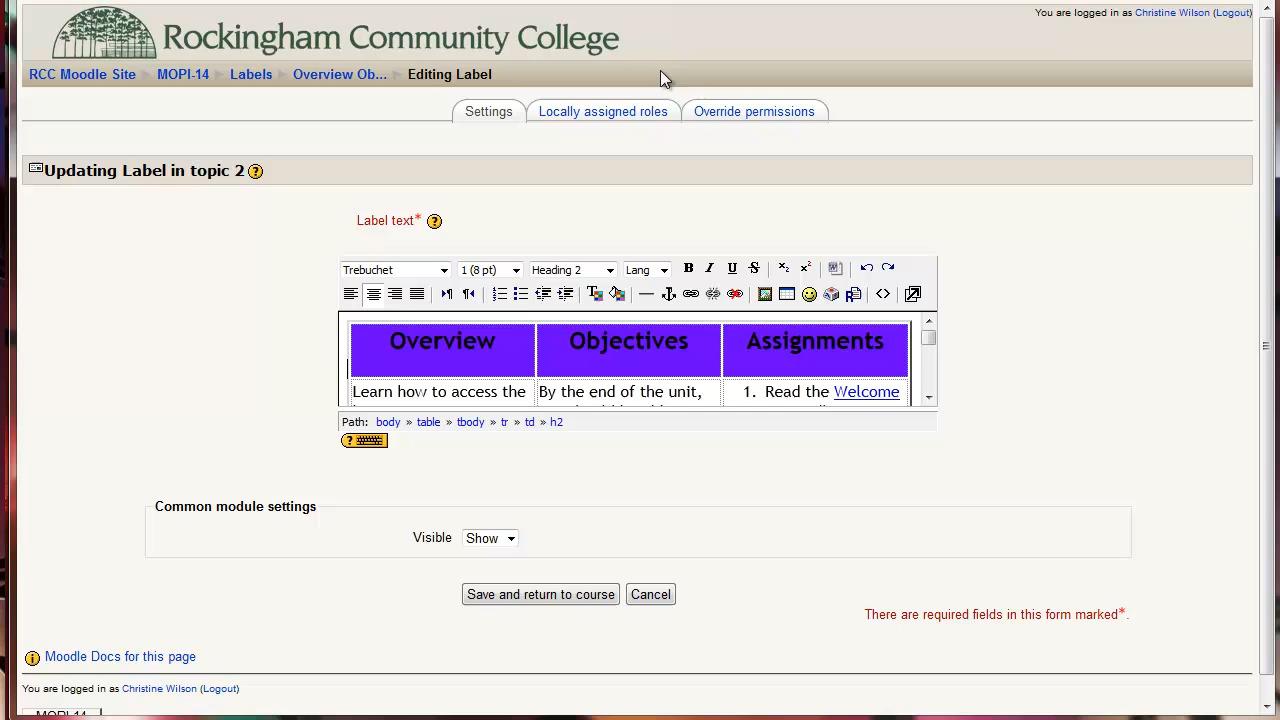 You are logged in as Christine Wilson (Logout)
Rockingham Community College
RCC Moodle Site ► MOPI-14 ► Labels ► Overview Ob... ► Editing Label
Settings Locally assigned roles Override permissions
Updating Label in topic 2 ?
Label text* ?
Trebuchet 1 (8 pt) Heading 2 Lang B I U S x2 x2
Overview Objectives Assignments
Learn how to access the By the end of the unit, 1. Read the Welcome
Path: body » table » tbody » tr » td » h2
?
Common module settings
Visible Show
Save and return to course Cancel
There are required fields in this form marked*.
i Moodle Docs for this page
You are logged in as Christine Wilson (Logout)
MOPI-14